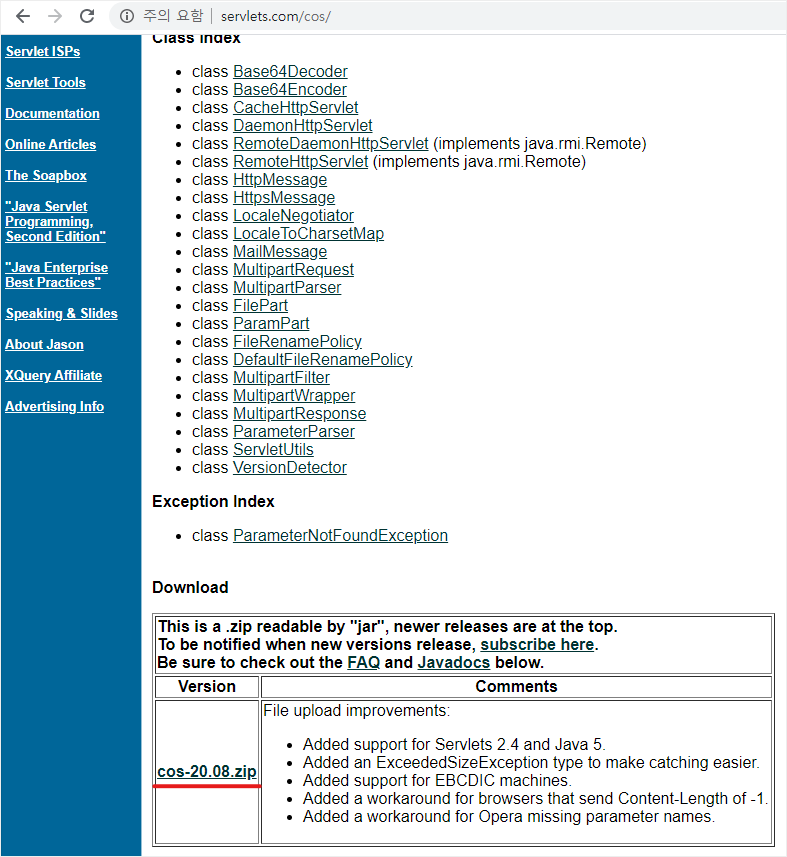 주의 요함
servlets.com/cos/
Servlet ISPs
Servlet Tools
Documentation
Online Articles
The Soapbox
"Java Servlet
Programming,
Second Edition"
"Java Enterprise
Best Practices"
Speaking & Slides
About Jason
XQuery Affiliate
Advertising Info
Class Index
class Base64Decoder
class Base64Encoder
class CacheHttpServlet
class DaemonHttpServlet
class RemoteDaemonHttpServlet (implements java.rmi.Remote)
class RemoteHttpServlet (implements java.rmi.Remote)
class HttpMessage
class HttpsMessage
class LocaleNegotiator
class LocaleToCharsetMap
class MailMessage
class MultipartRequest
class MultipartParser
class FilePart
class ParamPart
class FileRenamePolicy
class DefaultFileRenamePolicy
class MultipartFilter
class MultipartWrapper
class MultipartResponse
class ParameterParser
class ServletUtils
class VersionDetector
Exception Index
class ParameterNotFoundException
Download
This is a .zip readable by "jar", newer releases are at the top.
To be notified when new versions release, subscribe here.
Be sure to check out the FAQ and Javadocs below.
Version
Comments
cos-20.08.zip
File upload improvements:
Added support for Servlets 2.4 and Java 5.
Added an ExceededSizeException type to make catching easier.
Added support for EBCDIC machines.
Added a workaround for browsers that send Content-Length of -1.
Added a workaround for Opera missing parameter names.